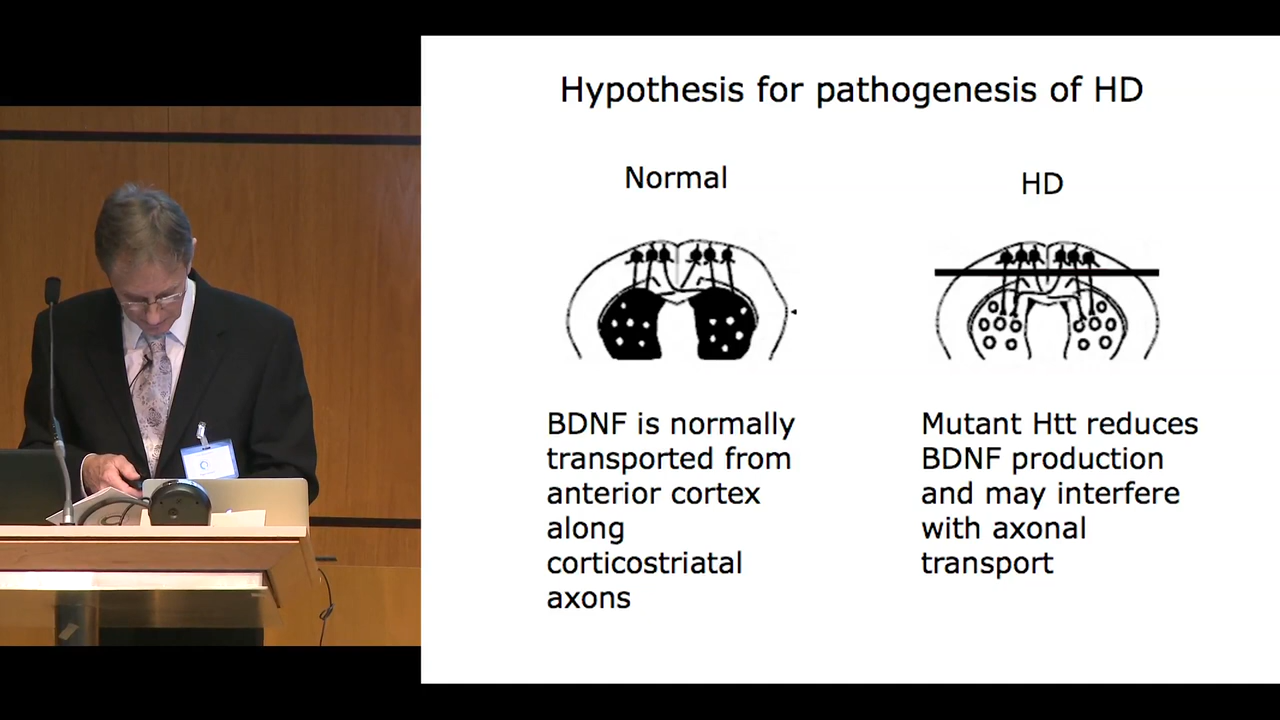 Hypothesis for pathogenesis of HD
Normal
HD
BDNF is normally
transported from
anterior cortex
along
corticostriatal
axons
Mutant Htt reduces
BDNF production
and may interfere
with axonal
transport